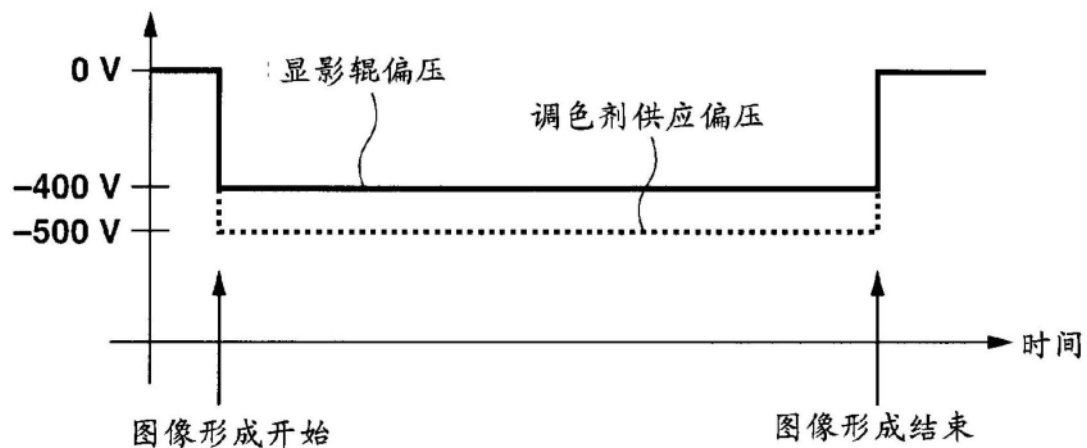 0 V
显影辊偏压
调色剂供应偏压
−400 V
−500 V
时间
图像形成开始
图像形成结束